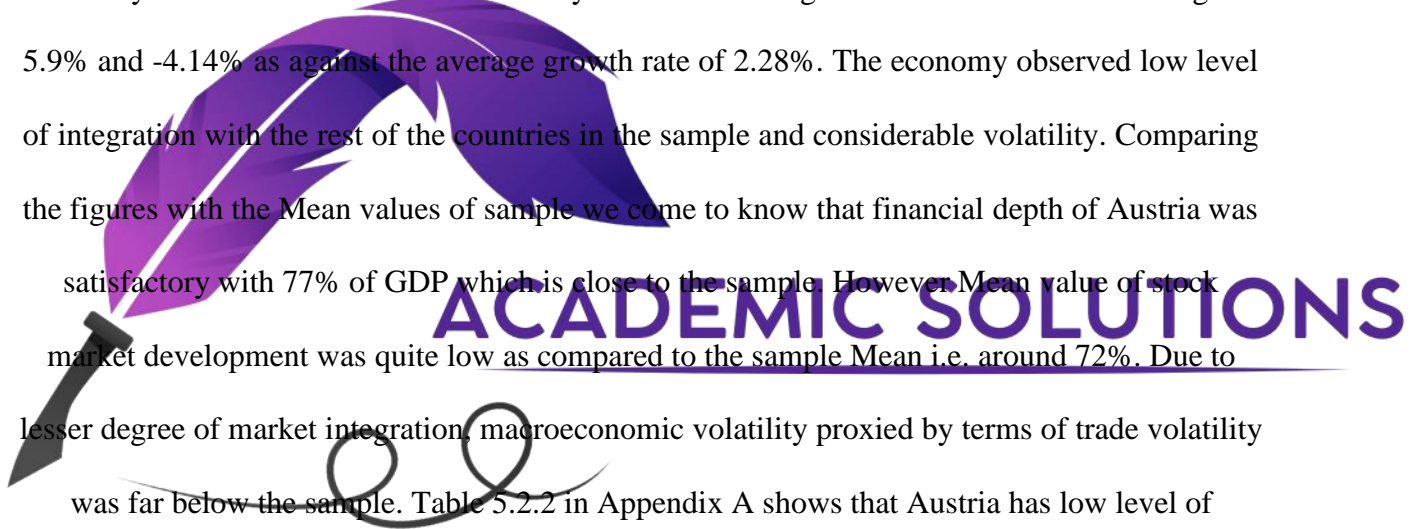 5.9% and -4.14% as against the average growth rate of 2.28%. The economy observed low level
of integration with the rest of the countries in the sample and considerable volatility. Comparing
the figures with the Mean values of sample we come to know that financial depth of Austria was
satisfactory with 77% of GDP which is close to the sample. However Mean value of stock
ACADEMIC SOLUTIONS
market development was quite low as compared to the sample Mean i.e. around 72%. Due to
lesser degree of market integration, macroeconomic volatility proxied by terms of trade volatility
was far below the sample. Table 5.2.2 in Appendix A shows that Austria has low level of